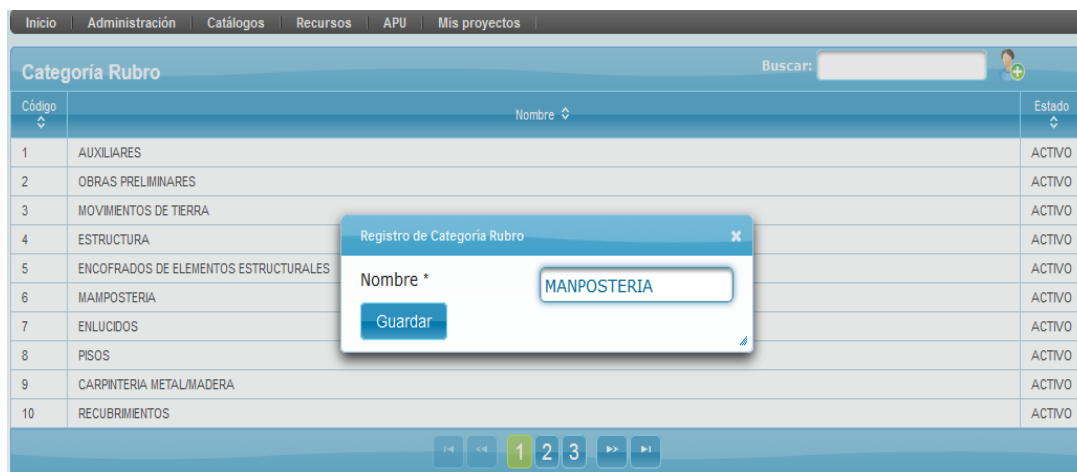 Inicio Administración Catálogos Recursos APU Mis proyectos
Categoría Rubro Buscar:
Código Nombre Estado
1 AUXILIARES ACTIVO
2 OBRAS PRELIMINARES ACTIVO
3 MOVIMIENTOS DE TIERRA ACTIVO
4 ESTRUCTURA ACTIVO
5 ENCOFRADOS DE ELEMENTOS ESTRUCTURALES ACTIVO
6 MAMPOSTERIA ACTIVO
7 ENLUCIDOS ACTIVO
8 PISOS ACTIVO
9 CARPINTERIA METAL/MADERA ACTIVO
10 RECUBRIMIENTOS ACTIVO
Registro de Categoría Rubro
Nombre * MANPOSTERIA
Guardar
1 2 3